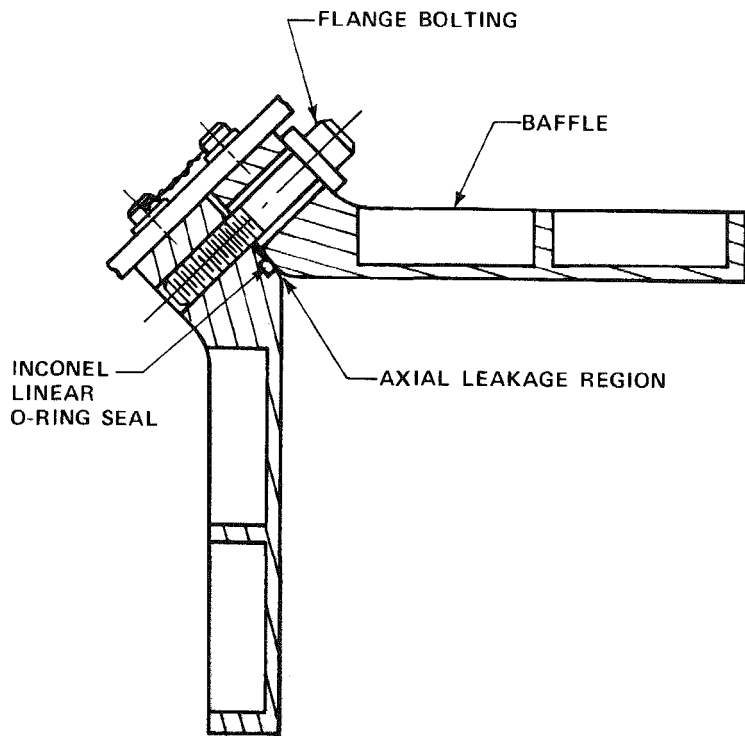 FLANGE BOLTING
BAFFLE
INCONEL
LINEAR
O-RING SEAL
AXIAL LEAKAGE REGION